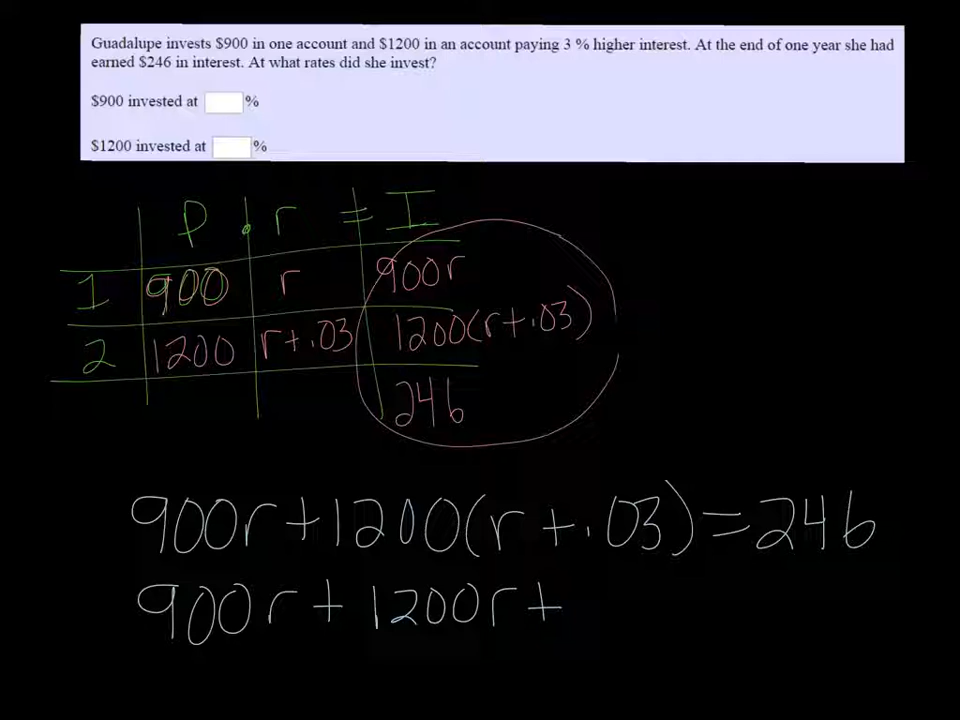 Guadalupe invests $900 in one account and $1200 in an account paying 3 % higher interest. At the end of one year she had
earned $246 in interest. At what rates did she invest?
$900 invested at %
$1200 invested at %
P · r = I
1 900 r 900r
2 1200 r+.03 1200(r+.03)
246
900r+1200(r+.03)=246
900r+1200r+